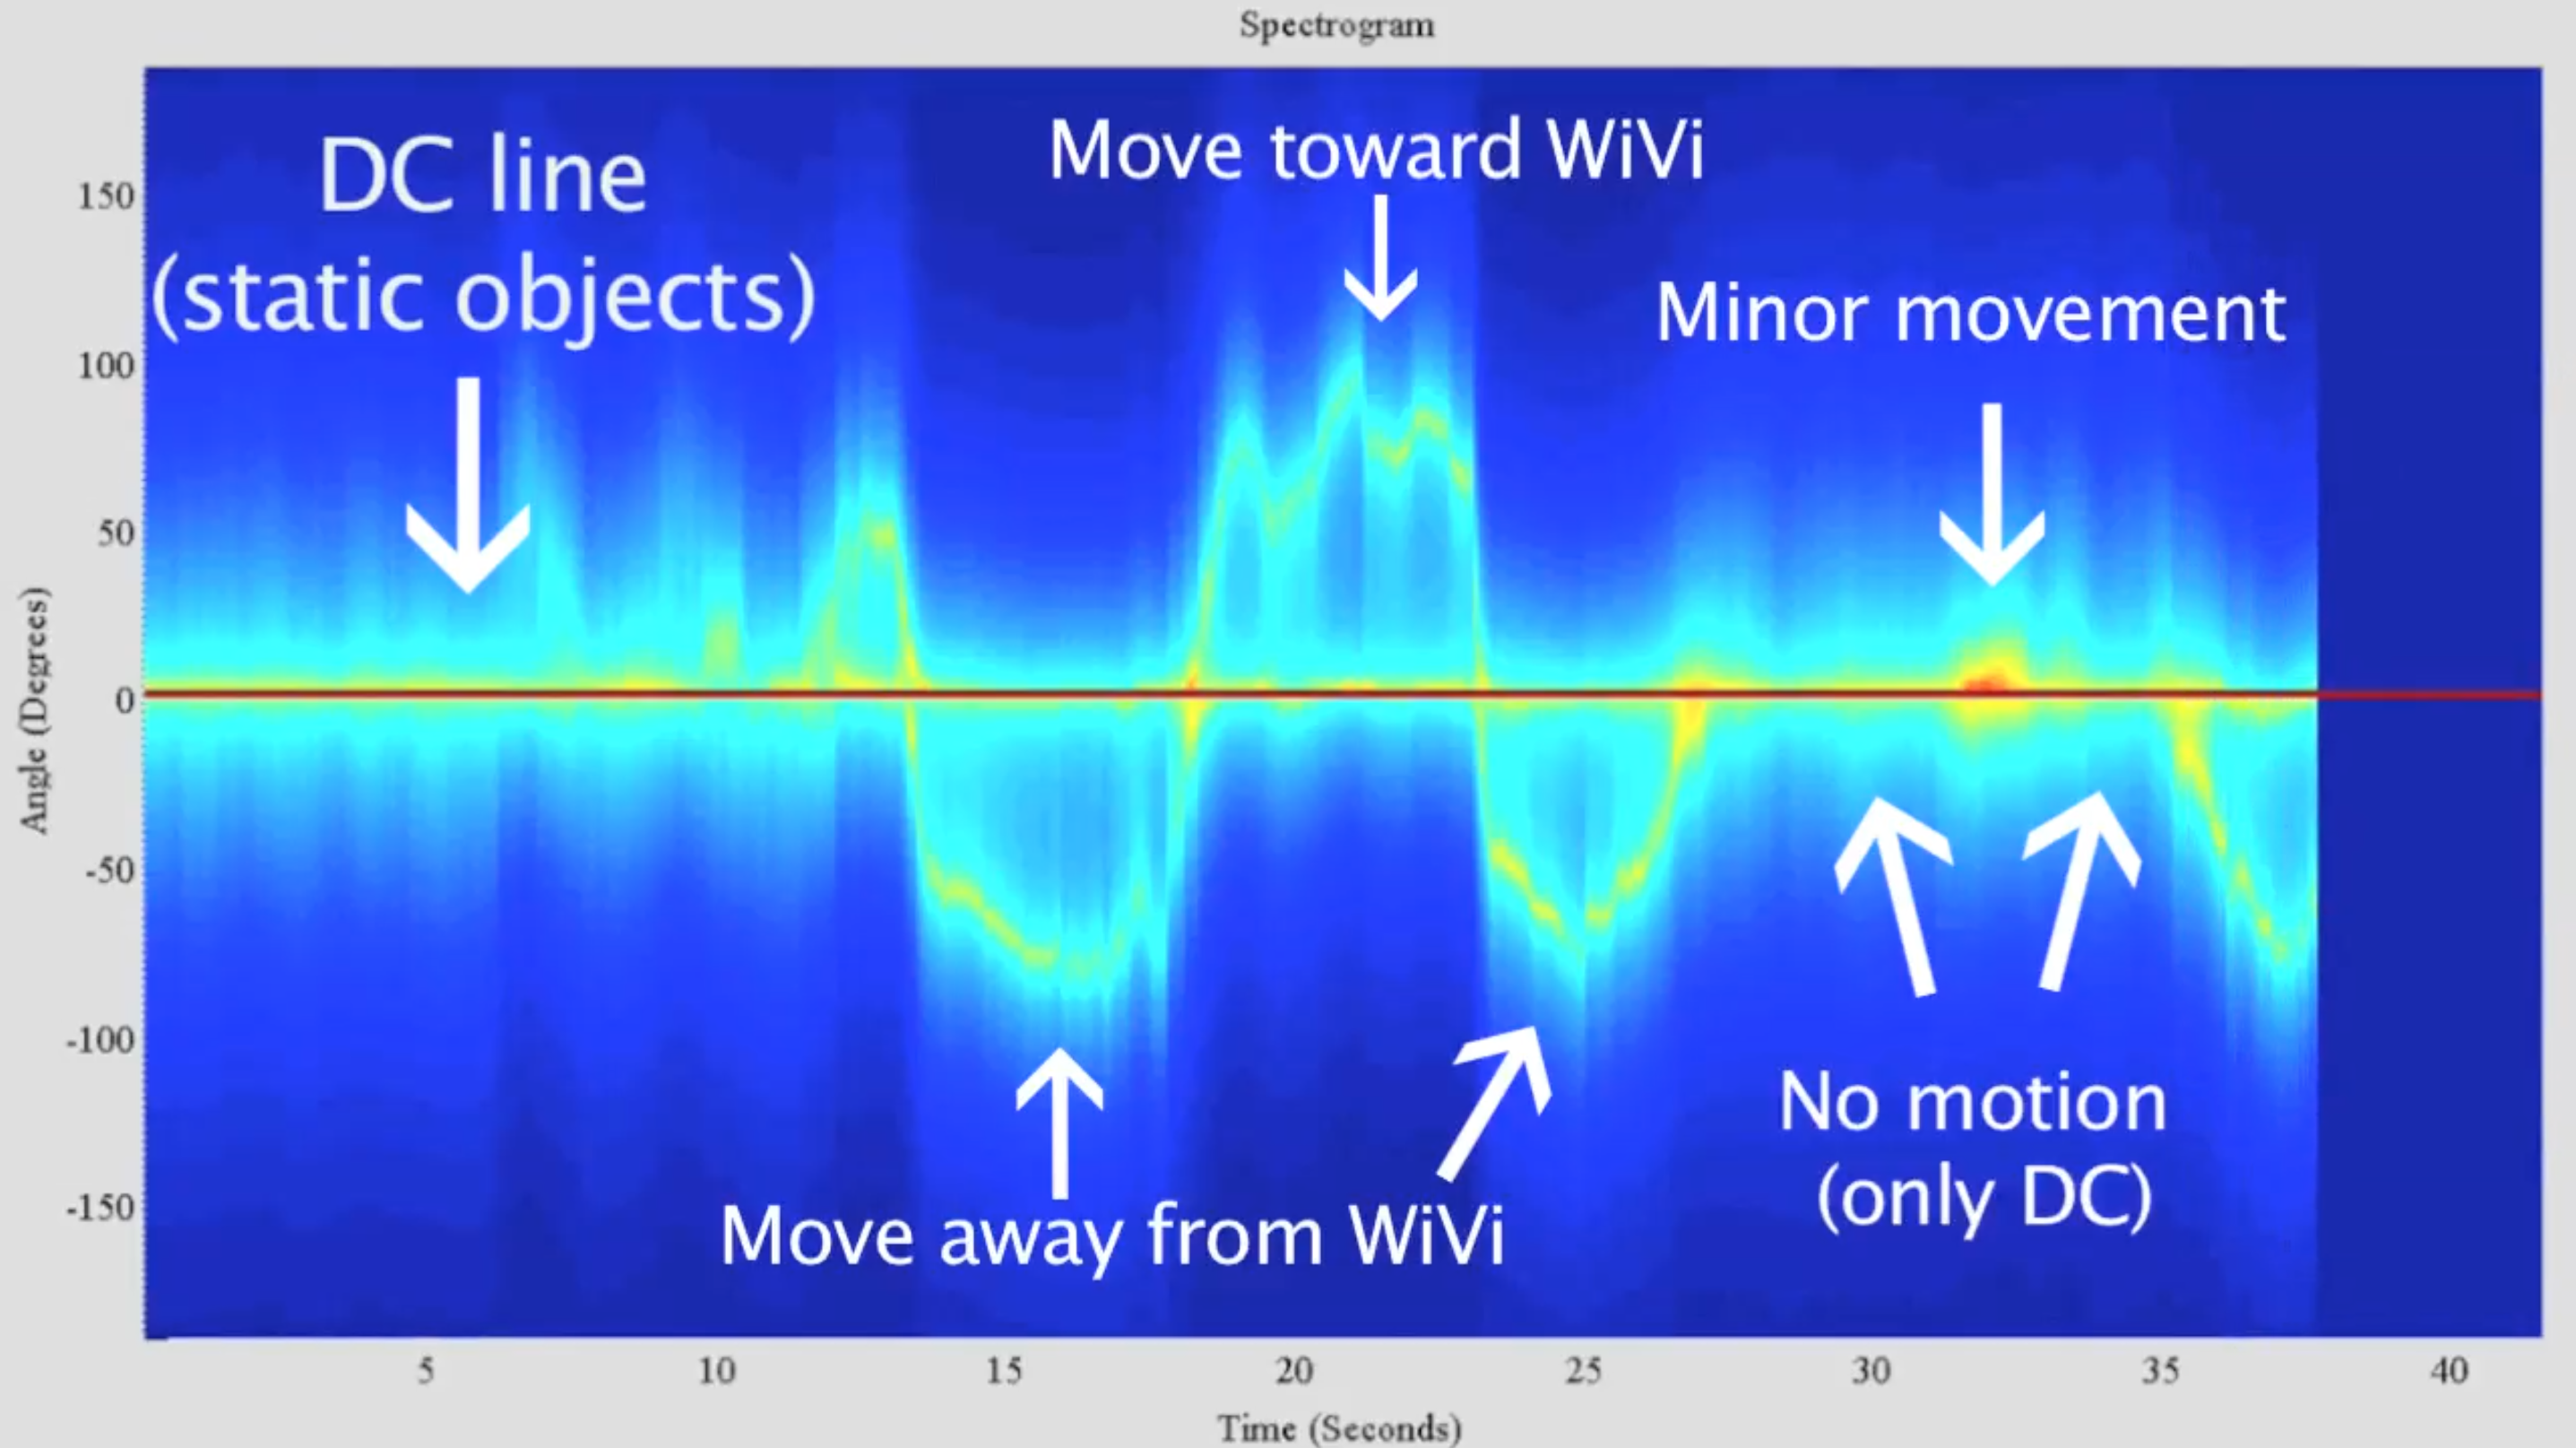 Spectrogram
DC line
(static objects)
Move toward WiVi
Minor movement
Move away from WiVi
No motion
(only DC)
Angle (Degrees)
150
100
50
0
-50
-100
-150
5 10 15 20 25 30 35 40
Time (Seconds)